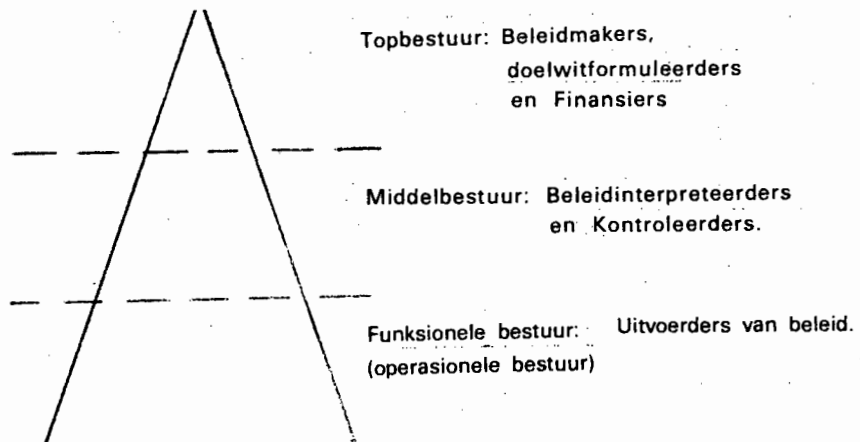 Topbestuur: Beleidmakers,
doelwitformuleerders
en Finansiers
Middelbestuur: Beleidinterpreteerders
en Kontroleerders.
Funksionele bestuur: Uitvoerders van beleid.
(operasionele bestuur)